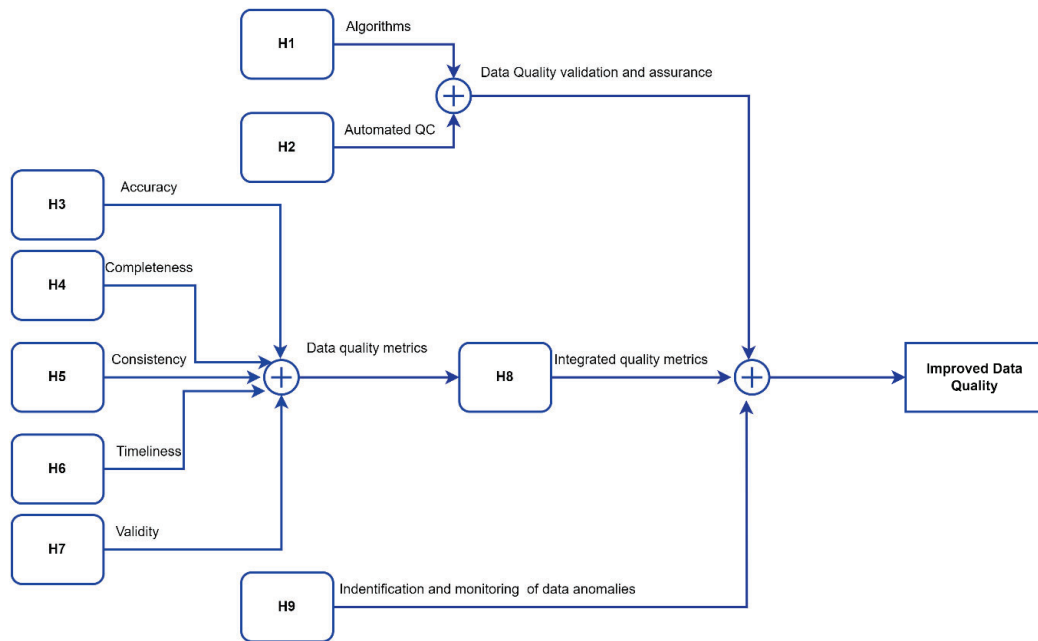 H1
Algorithms
Data Quality validation and assurance
H2
Automated QC
H3
Accuracy
H4
Completeness
H5
Consistency
Data quality metrics
H8
Integrated quality metrics
Improved Data
Quality
H6
Timeliness
H7
Validity
H9
Indentification and monitoring of data anomalies